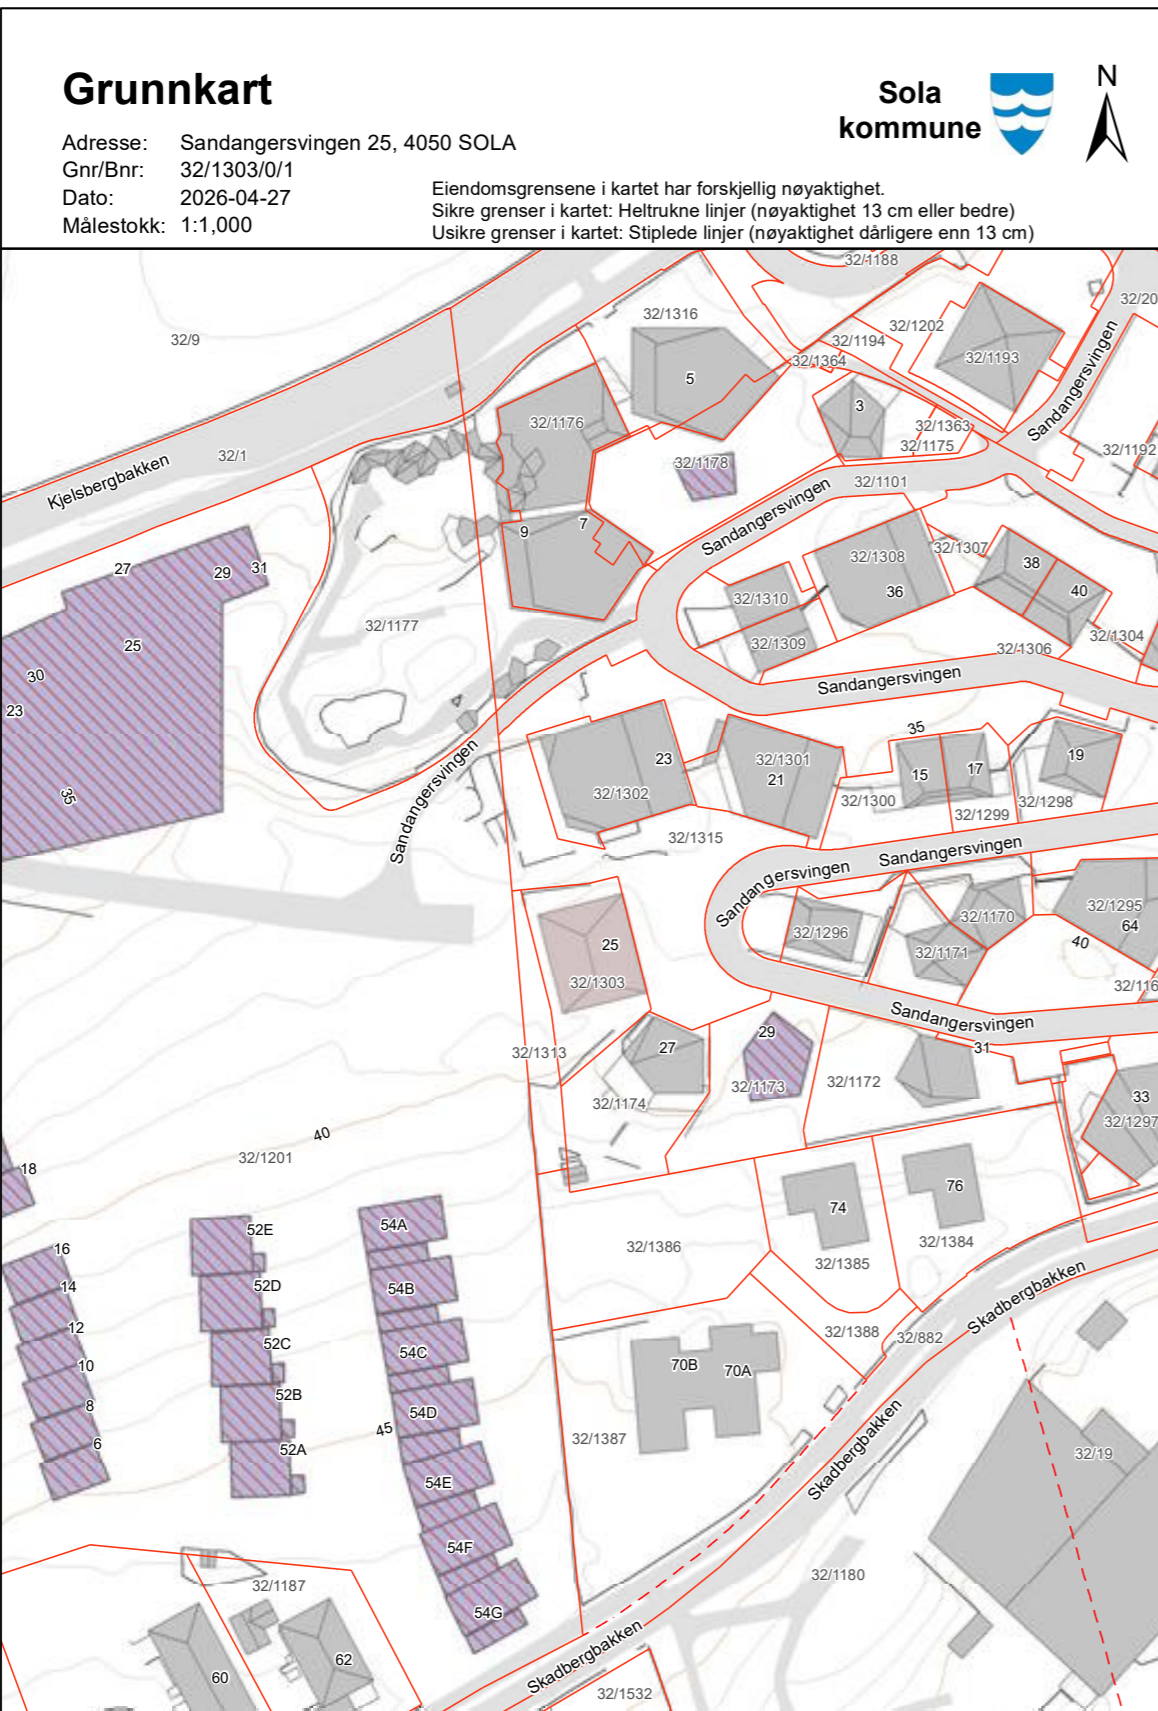 Grunnkart
Sola
kommune
N
Adresse: Sandangersvingen 25, 4050 SOLA
Gnr/Bnr: 32/1303/0/1
Dato: 2026-04-27
Målestokk: 1:1,000
Eiendomsgrensene i kartet har forskjellig nøyaktighet.
Sikre grenser i kartet: Heltrukne linjer (nøyaktighet 13 cm eller bedre)
Usikre grenser i kartet: Stiplede linjer (nøyaktighet dårligere enn 13 cm)
32/1188
32/20
32/1316
32/1202
32/9
32/1194
32/1364
32/1193
Sandangersvingen
5
3
32/1176
32/1363
32/1175
32/1192
32/1
Kjelsbergbakken
32/1178
32/1101
Sandangersvingen
9
7
32/1308
32/1307
38
27
29
31
36
40
32/1310
32/1177
32/1309
32/1304
25
32/1306
30
Sandangersvingen
23
35
23
32/1301
21
15
17
19
35
32/1302
32/1300
32/1298
32/1299
Sandangersvingen
32/1315
Sandangersvingen
Sandangersvingen
32/1295
64
32/1170
32/1296
25
32/1171
40
32/1303
32/116
Sandangersvingen
29
27
31
32/1313
32/1173
32/1172
32/1174
33
32/1297
40
32/1201
18
74
76
52E
54A
16
32/1386
32/1384
32/1385
14
52D
54B
Skadbergbakken
12
52C
54C
32/1388
32/882
10
70B
70A
8
52B
54D
45
6
52A
32/1387
32/19
54E
Skadbergbakken
54F
32/1180
32/1187
54G
62
60
Skadbergbakken
32/1532